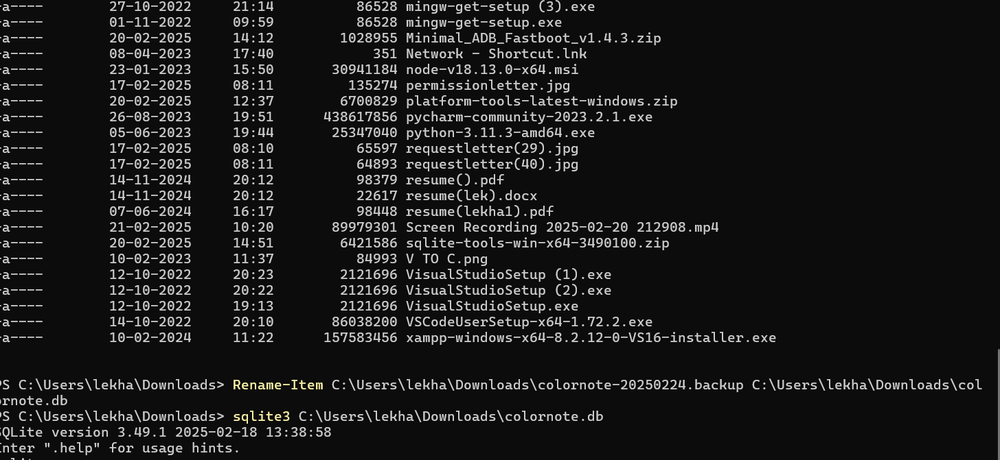 -a----        27-10-2022     21:14          86528 mingw-get-setup (3).exe
-a----        01-11-2022     09:59          86528 mingw-get-setup.exe
-a----        20-02-2025     14:12        1028955 Minimal_ADB_Fastboot_v1.4.3.zip
-a----        08-04-2023     17:40            351 Network - Shortcut.lnk
-a----        23-01-2023     15:50       30941184 node-v18.13.0-x64.msi
-a----        17-02-2025     08:11         135274 permissionletter.jpg
-a----        20-02-2025     12:37        6700829 platform-tools-latest-windows.zip
-a----        26-08-2023     19:51      438617856 pycharm-community-2023.2.1.exe
-a----        05-06-2023     19:44       25347040 python-3.11.3-amd64.exe
-a----        17-02-2025     08:10          65597 requestletter(29).jpg
-a----        17-02-2025     08:11          64893 requestletter(40).jpg
-a----        14-11-2024     20:12          98379 resume().pdf
-a----        14-11-2024     20:12          22617 resume(lek).docx
-a----        07-06-2024     16:17          98448 resume(lekha1).pdf
-a----        21-02-2025     10:20       89979301 Screen Recording 2025-02-20 212908.mp4
-a----        20-02-2025     14:51        6421586 sqlite-tools-win-x64-3490100.zip
-a----        10-02-2023     11:37          84993 V TO C.png
-a----        12-10-2022     20:23        2121696 VisualStudioSetup (1).exe
-a----        12-10-2022     20:22        2121696 VisualStudioSetup (2).exe
-a----        12-10-2022     19:13        2121696 VisualStudioSetup.exe
-a----        14-10-2022     20:10       86038200 VSCodeUserSetup-x64-1.72.2.exe
-a----        10-02-2024     11:22      157583456 xampp-windows-x64-8.2.12-0-VS16-installer.exe
PS C:\Users\lekha\Downloads> Rename-Item C:\Users\lekha\Downloads\colornote-20250224.backup C:\Users\lekha\Downloads\col
ornote.db
PS C:\Users\lekha\Downloads> sqlite3 C:\Users\lekha\Downloads\colornote.db
SQLite version 3.49.1 2025-02-18 13:38:58
Enter ".help" for usage hints.